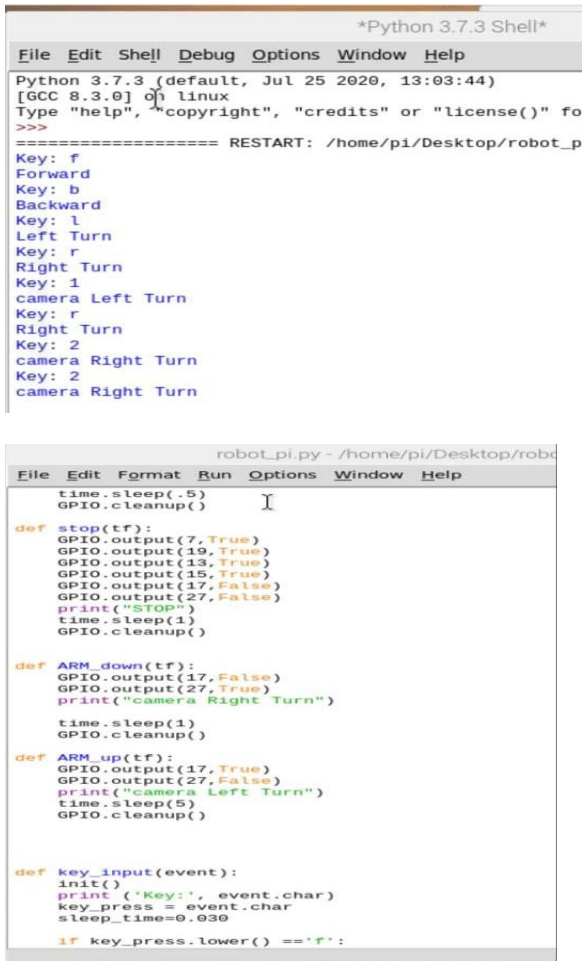 *Python 3.7.3 Shell*
File Edit Shell Debug Options Window Help
Python 3.7.3 (default, Jul 25 2020, 13:03:44)
[GCC 8.3.0] on linux
Type "help", "copyright", "credits" or "license()" fo
>>>
=================== RESTART: /home/pi/Desktop/robot_p
Key: f
Forward
Key: b
Backward
Key: l
Left Turn
Key: r
Right Turn
Key: 1
camera Left Turn
Key: r
Right Turn
Key: 2
camera Right Turn
Key: 2
camera Right Turn
robot_pi.py - /home/pi/Desktop/robo
File Edit Format Run Options Window Help
time.sleep(.5)
GPIO.cleanup()
def stop(tf):
GPIO.output(7,True)
GPIO.output(19,True)
GPIO.output(13,True)
GPIO.output(15,True)
GPIO.output(17,False)
GPIO.output(27,False)
print("STOP")
time.sleep(1)
GPIO.cleanup()
def ARM_down(tf):
GPIO.output(17,False)
GPIO.output(27,True)
print("camera Right Turn")
time.sleep(1)
GPIO.cleanup()
def ARM_up(tf):
GPIO.output(17,True)
GPIO.output(27,False)
print("camera Left Turn")
time.sleep(5)
GPIO.cleanup()
def key_input(event):
init()
print ('Key:', event.char)
key_press = event.char
sleep_time=0.030
if key_press.lower() =='f':